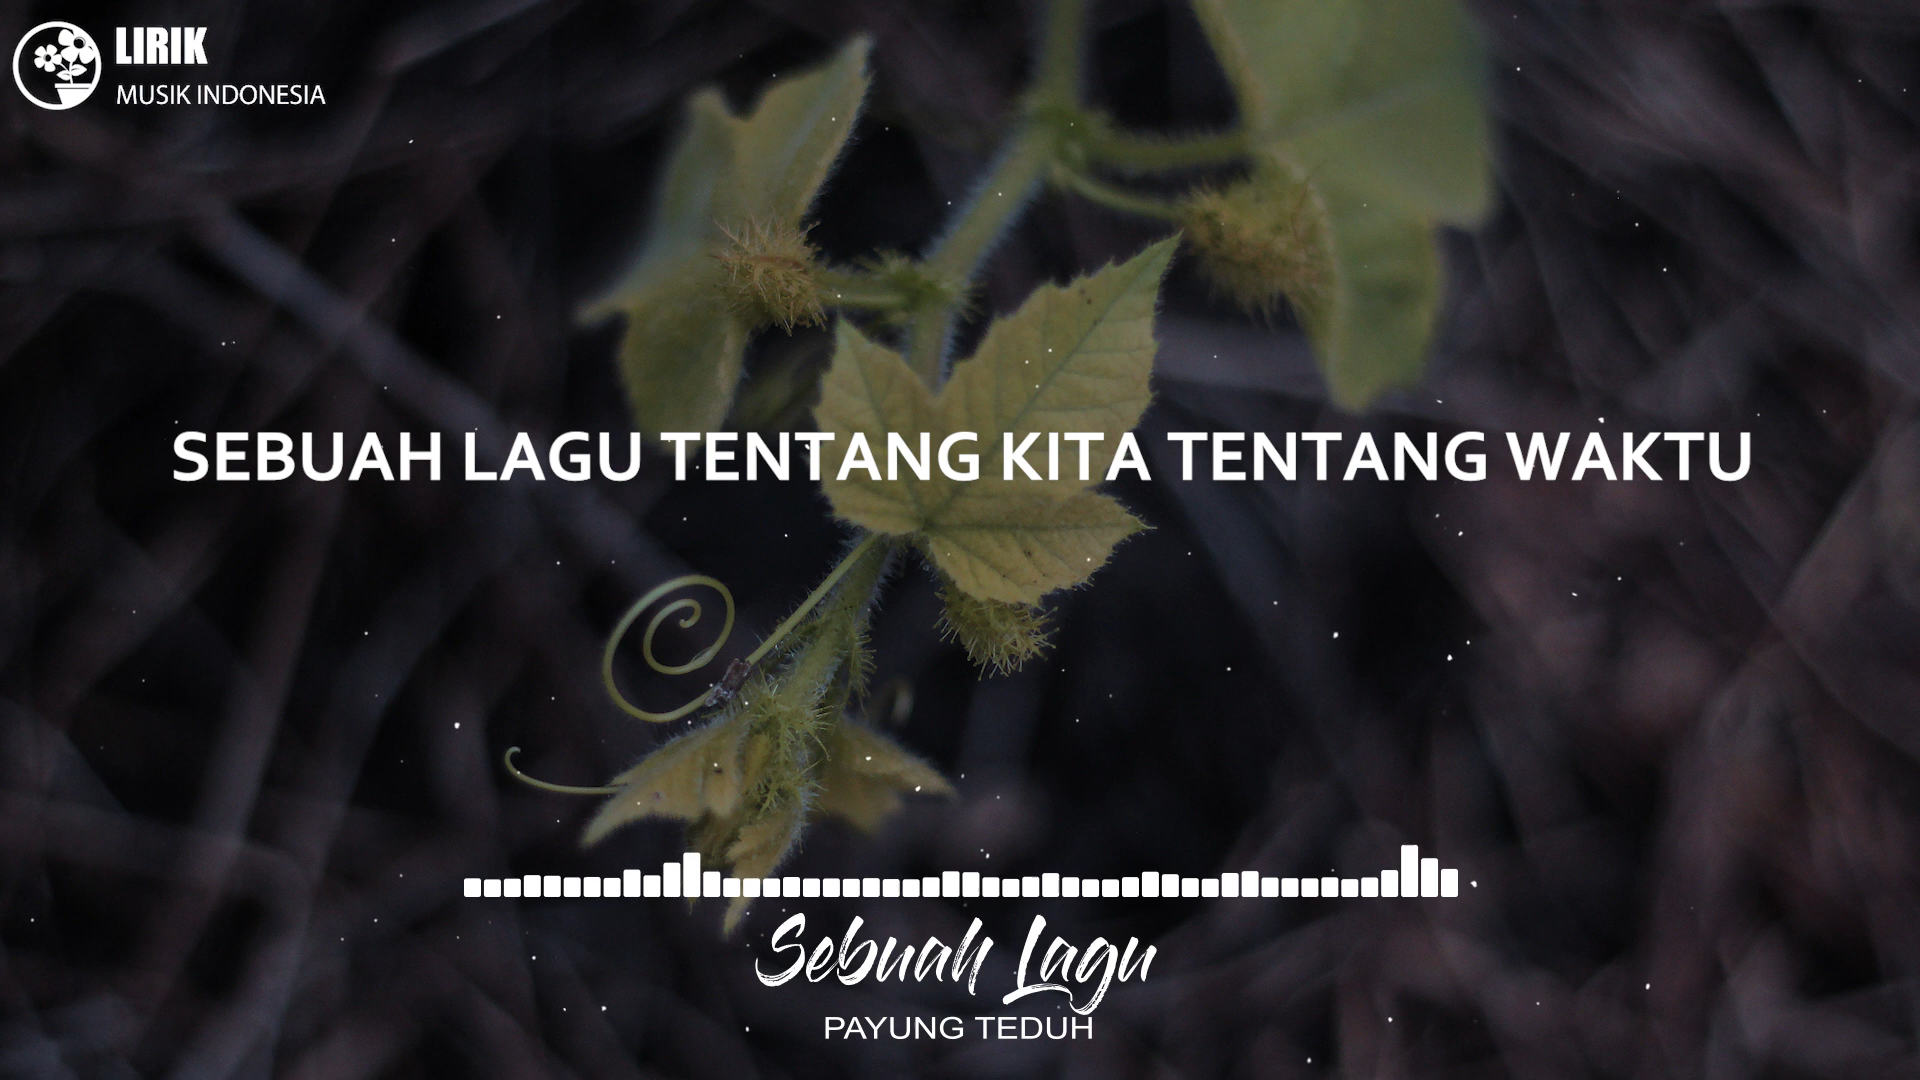 LIRIK
MUSIK INDONESIA
SEBUAH LAGU TENTANG KITA TENTANG WAKTU
Sebuah Lagu
PAYUNG TEDUH